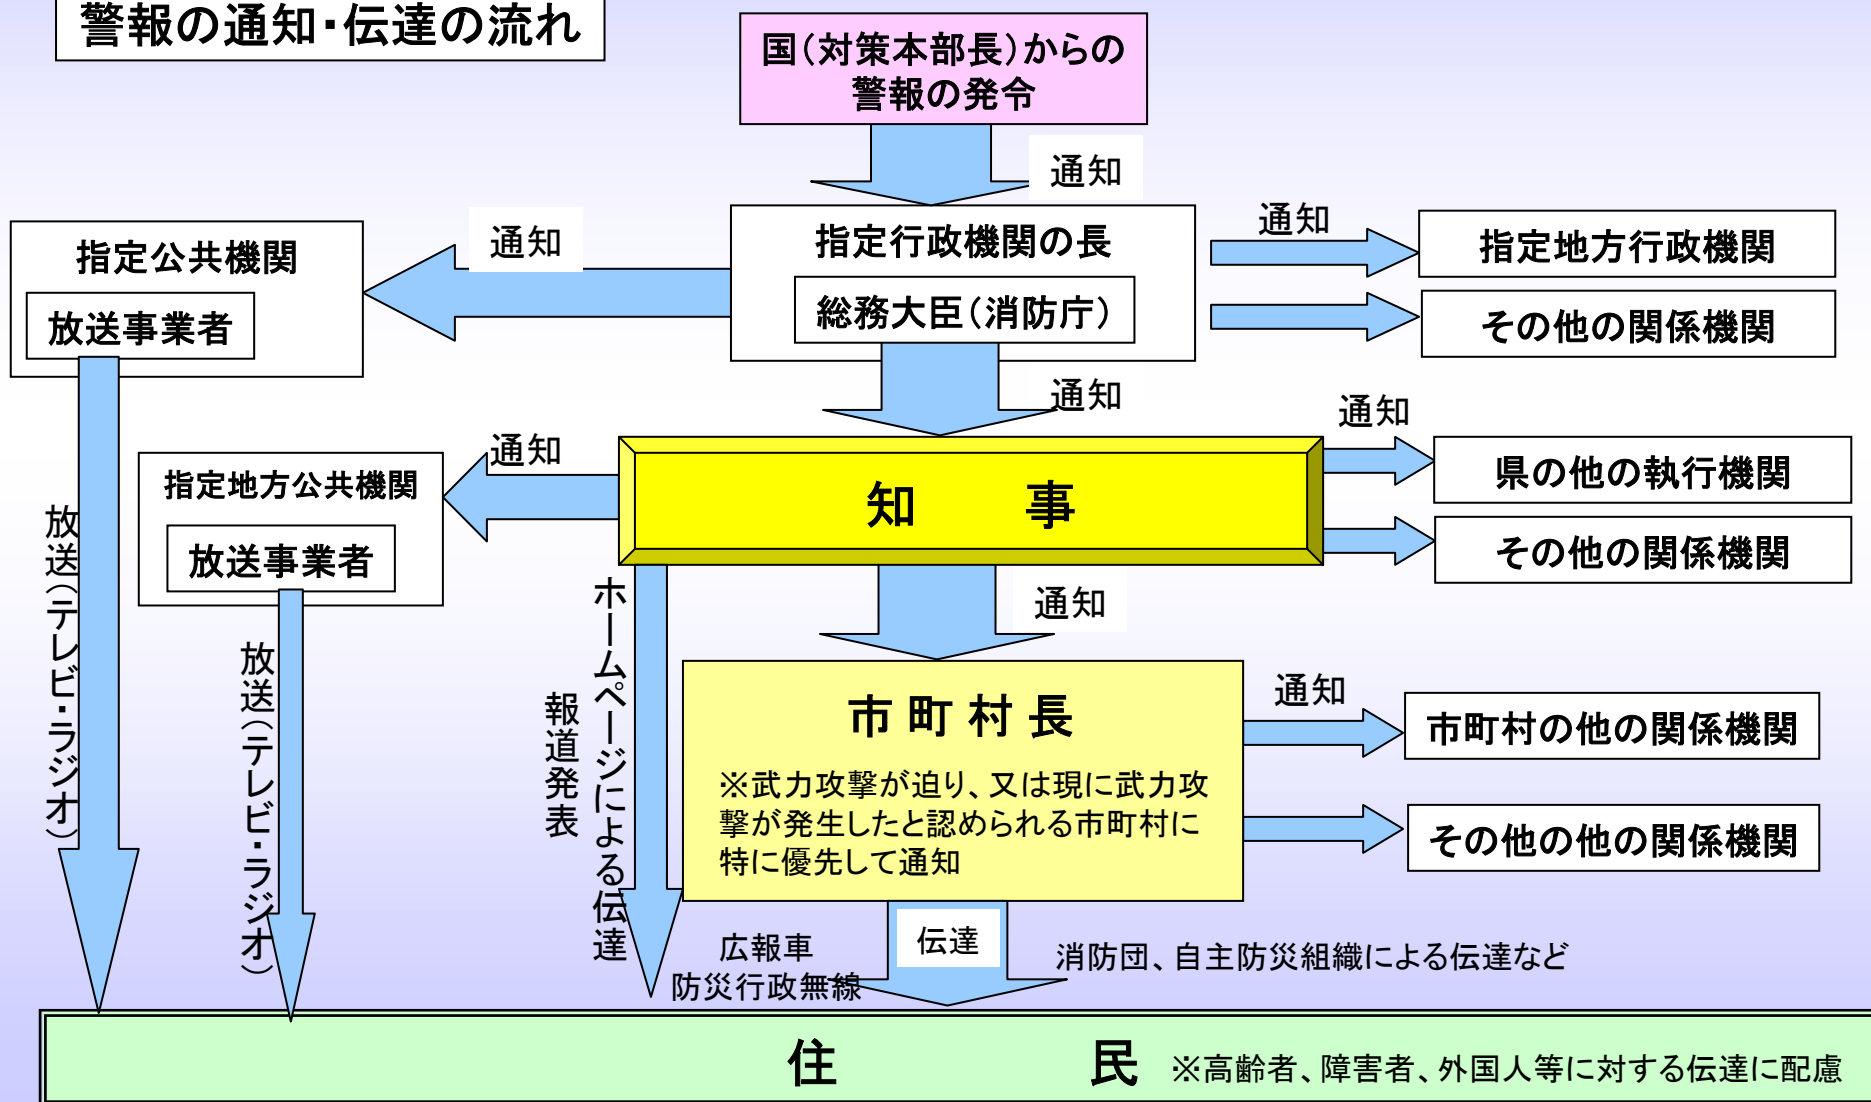 警報の通知・伝達の流れ
国（対策本部長）からの
警報の発令
通知
指定行政機関の長
総務大臣（消防庁）
通知
指定公共機関
放送事業者
通知
指定地方行政機関
その他の関係機関
通知
知　事
通知
指定地方公共機関
放送事業者
通知
県の他の執行機関
その他の関係機関
放送（テレビ・ラジオ）
放送（テレビ・ラジオ）
ホームページによる伝達
報道発表
通知
市町村長
※武力攻撃が迫り、又は現に武力攻
撃が発生したと認められる市町村に
特に優先して通知
通知
市町村の他の関係機関
その他の他の関係機関
伝達
広報車
防災行政無線
消防団、自主防災組織による伝達など
住　民
※高齢者、障害者、外国人等に対する伝達に配慮